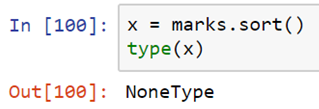 In [100]: x = marks.sort()
type(x)
Out[100]: NoneType